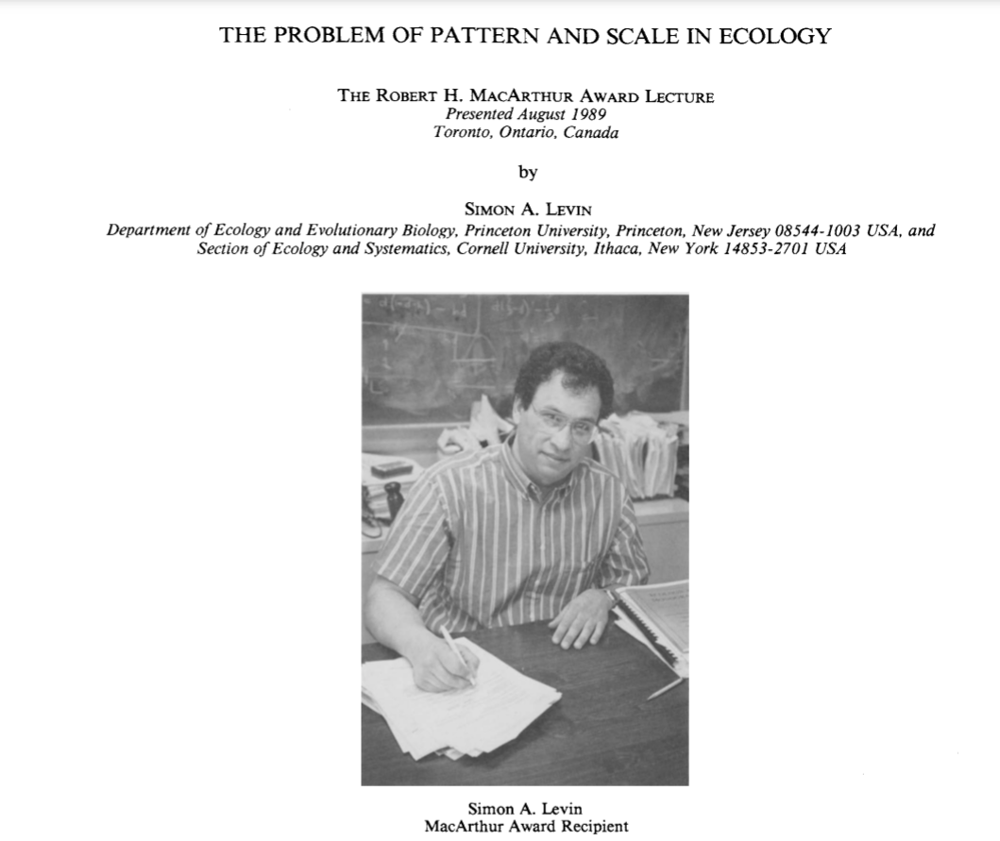 THE PROBLEM OF PATTERN AND SCALE IN ECOLOGY
THE ROBERT H. MACARTHUR AWARD LECTURE
Presented August 1989
Toronto, Ontario, Canada
by
SIMON A. LEVIN
Department of Ecology and Evolutionary Biology, Princeton University, Princeton, New Jersey 08544-1003 USA, and
Section of Ecology and Systematics, Cornell University, Ithaca, New York 14853-2701 USA
Simon A. Levin
MacArthur Award Recipient